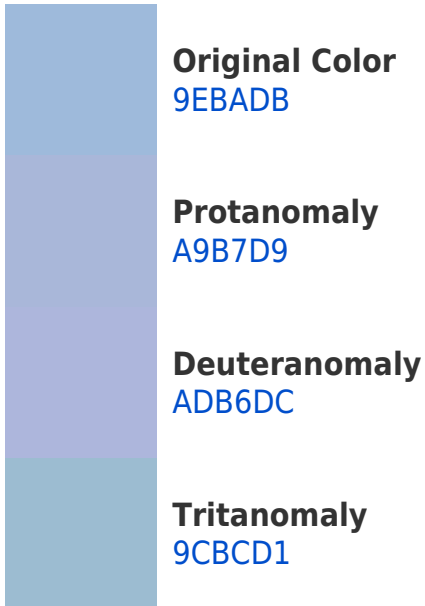 Original Color
9EBADB
Protanomaly
A9B7D9
Deuteranomaly
ADB6DC
Tritanomaly
9CBCD1